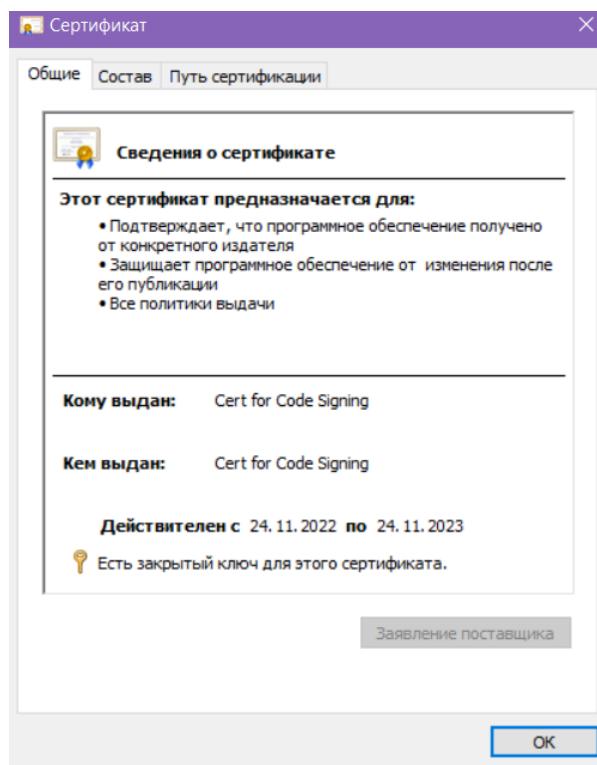 Сертификат
Общие Состав Путь сертификации
Сведения о сертификате
Этот сертификат предназначается для:
• Подтверждает, что программное обеспечение получено
от конкретного издателя
• Защищает программное обеспечение от изменения после
его публикации
• Все политики выдачи
Кому выдан: Cert for Code Signing
Кем выдан: Cert for Code Signing
Действителен с 24.11.2022 по 24.11.2023
Есть закрытый ключ для этого сертификата.
Заявление поставщика
ОК